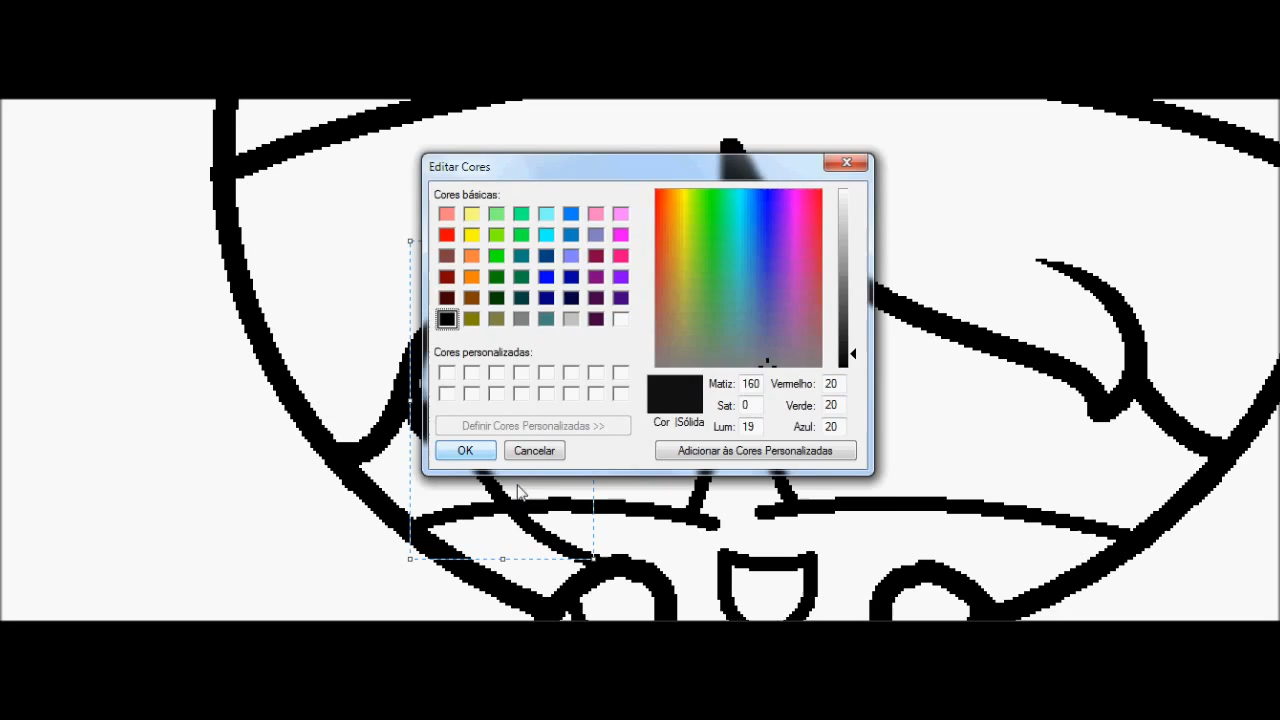 Editar Cores
Cores básicas:
Cores personalizadas:
Definir Cores Personalizadas >>
OK Cancelar
Matiz: 160 Vermelho: 20
Sat: 0 Verde: 20
Cor |Sólida Lum: 19 Azul: 20
Adicionar às Cores Personalizadas